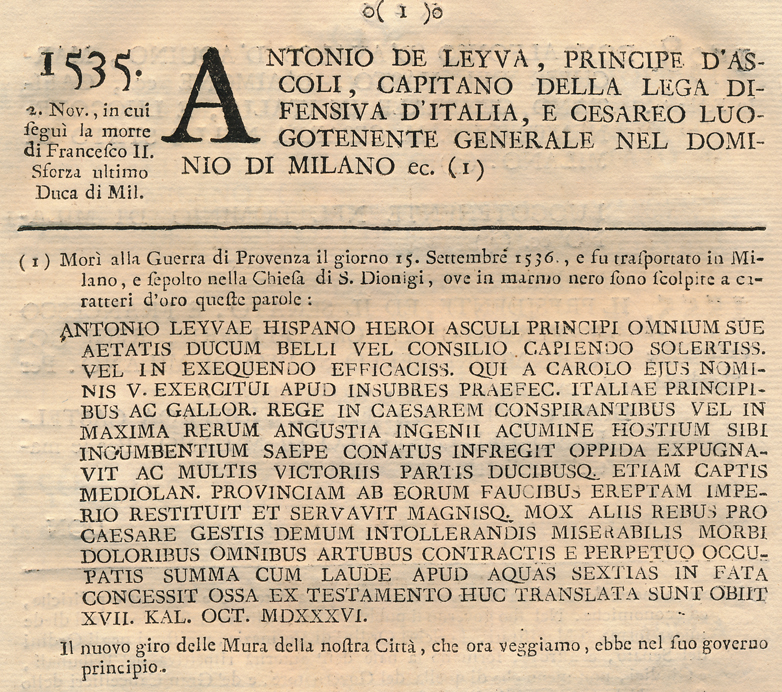 o( 1 )o
1535.
2. Nov., in cui
ſeguì la morte
di Franceſco II.
Sforza ultimo
Duca di Mil.
ANTONIO DE LEYVA, PRINCIPE D'AS-
COLI, CAPITANO DELLA LEGA DI-
FENSIVA D'ITALIA, E CESAREO LUO-
GOTENENTE GENERALE NEL DOMI-
NIO DI MILANO ec. (1)
(1) Morì alla Guerra di Provenza il giorno 15. Settembre 1536., e fu traſportato in Mi-
lano, e ſepolto nella Chieſa di S. Dionigi, ove in marmo nero ſono ſcolpite a ca-
ratteri d'oro queſte parole:
ANTONIO LEYVAE HISPANO HEROI ASCULI PRINCIPI OMNIUM SUE
AETATIS DUCUM BELLI VEL CONSILIO CAPIENDO SOLERTISS.
VEL IN EXEQUENDO EFFICACISS. QUI A CAROLO EJUS NOMI-
NIS V. EXERCITUI APUD INSUBRES PRAEFEC. ITALIAE PRINCIPI-
BUS AC GALLOR. REGE IN CAESAREM CONSPIRANTIBUS VEL IN
MAXIMA RERUM ANGUSTIA INGENII ACUMINE HOSTIUM SIBI
INCUMBENTIUM SAEPE CONATUS INFREGIT OPPIDA EXPUGNA-
VIT AC MULTIS VICTORIIS PARTIS DUCIBUSQ. ETIAM CAPTIS
MEDIOLAN. PROVINCIAM AB EORUM FAUCIBUS EREPTAM IMPE-
RIO RESTITUIT ET SERVAVIT MAGNISQ. MOX ALIIS REBUS PRO
CAESARE GESTIS DEMUM INTOLLERANDIS MISERABILIS MORBI
DOLORIBUS OMNIBUS ARTUBUS CONTRACTIS E PERPETUO OCCU-
PATIS SUMMA CUM LAUDE APUD AQUAS SEXTIAS IN FATA
CONCESSIT OSSA EX TESTAMENTO HUC TRANSLATA SUNT OBIIT
XVII. KAL. OCT. MDXXXVI.
Il nuovo giro delle Mura della noſtra Città, che ora veggiamo, ebbe nel ſuo governo
principio.